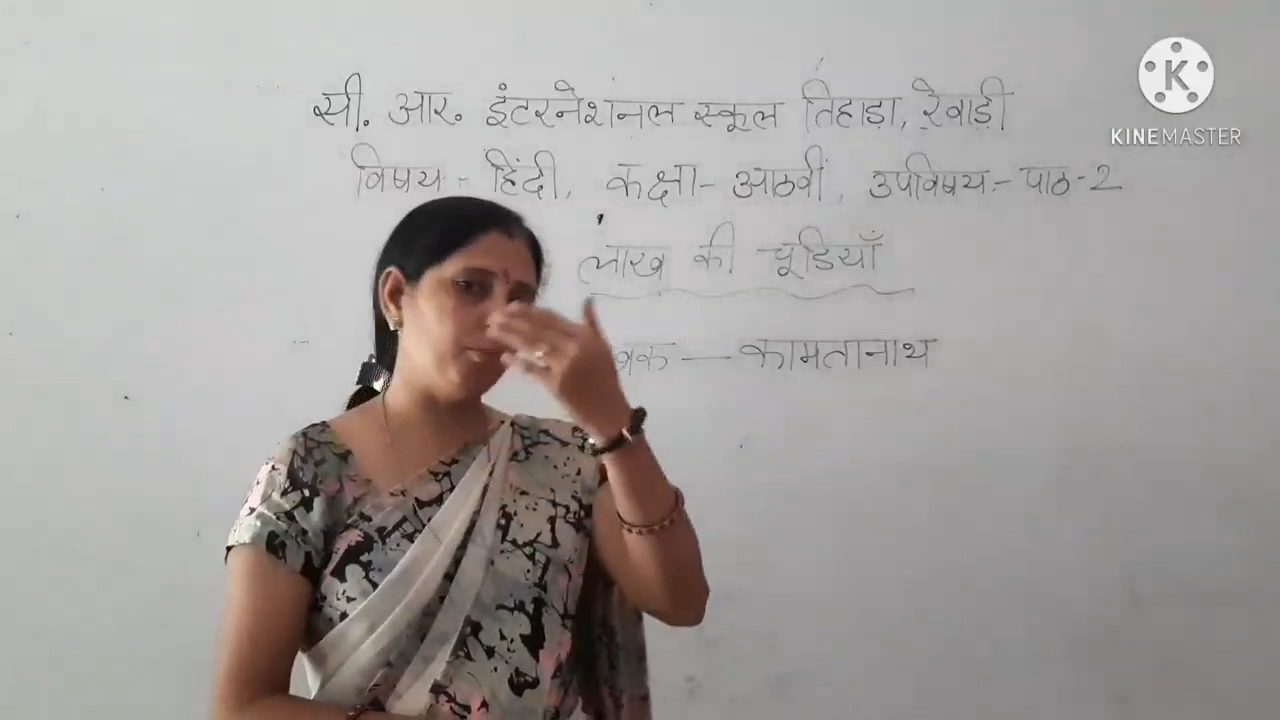 सी. आर. इंटरनेशनल स्कूल तिहाड़ा, रेवाड़ी
विषय - हिंदी, कक्षा - आठवीं, उपविषय - पाठ - 2
लाख की चूडियाँ
— कामतानाथ
KINEMASTER